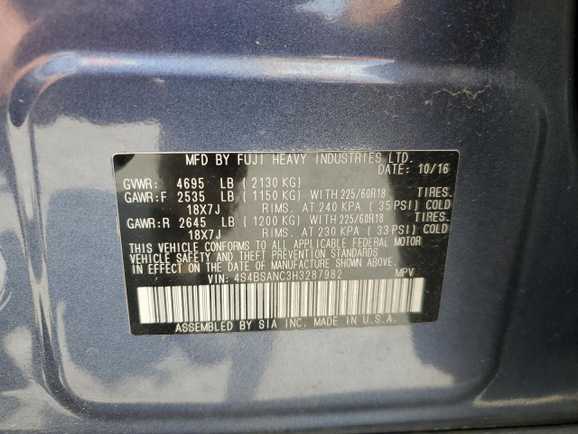 MFD BY FUJI HEAVY INDUSTRIES LTD.
DATE: 10/16
GVWR: 4695 LB ( 2130 KG)
GAWR:F 2535 LB ( 1150 KG) WITH 225/60R18 TIRES.
18X7J RIMS. AT 240 KPA ( 35 PSI) COLD
GAWR:R 2645 LB ( 1200 KG) WITH 225/60R18 TIRES.
18X7J RIMS. AT 230 KPA ( 33 PSI) COLD
THIS VEHICLE CONFORMS TO ALL APPLICABLE FEDERAL MOTOR
VEHICLE SAFETY AND THEFT PREVENTION STANDARDS
IN EFFECT ON THE DATE OF MANUFACTURE SHOWN ABOVE.
VIN: 4S4BSANC3H3287982 MPV
ASSEMBLED BY SIA INC. MADE IN U.S.A.